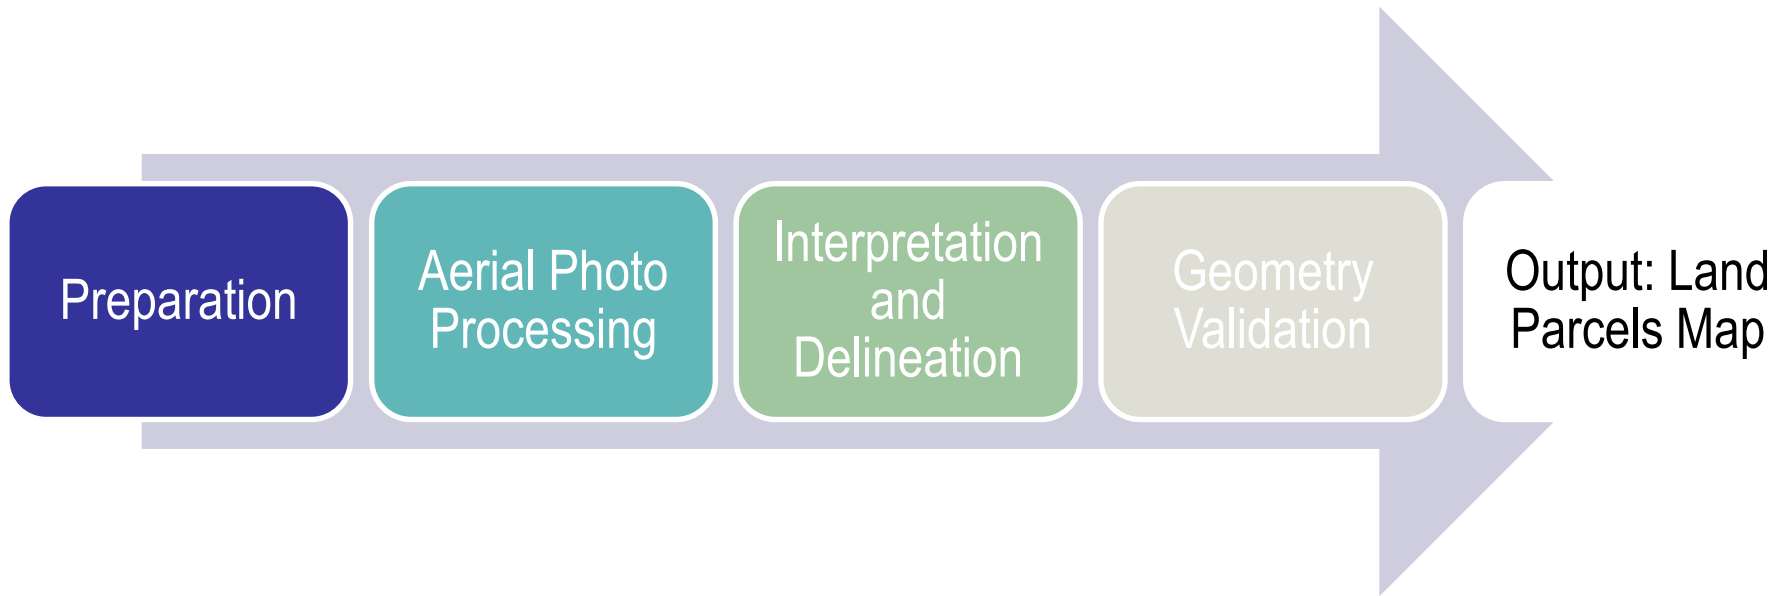 Preparation
Aerial Photo
Processing
Interpretation
and
Delineation
Geometry
Validation
Output: Land
Parcels Map